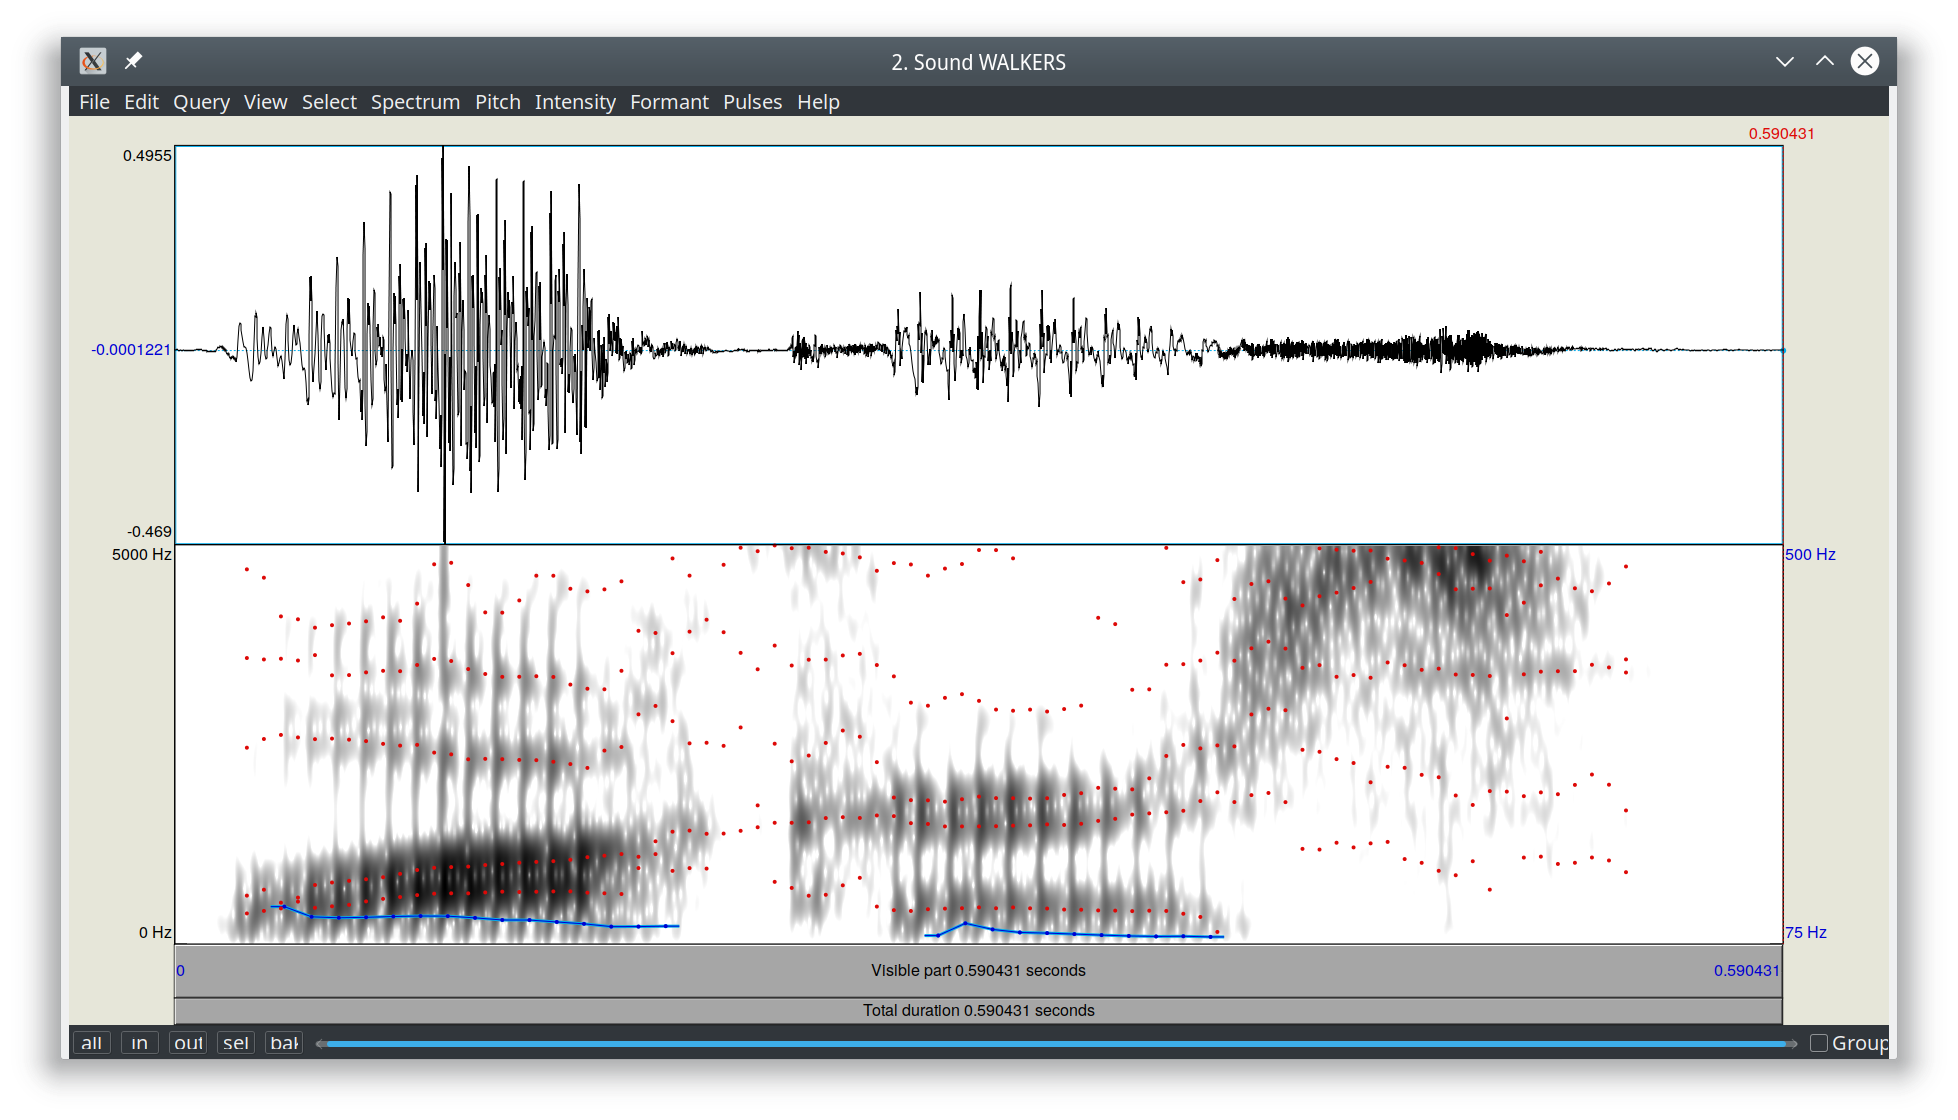 2. Sound WALKERS
File Edit Query View Select Spectrum Pitch Intensity Formant Pulses Help
0.590431
0.4955
-0.0001221
-0.469
5000 Hz
500 Hz
0 Hz
75 Hz
0 Visible part 0.590431 seconds 0.590431
Total duration 0.590431 seconds
all in out sel bak Group